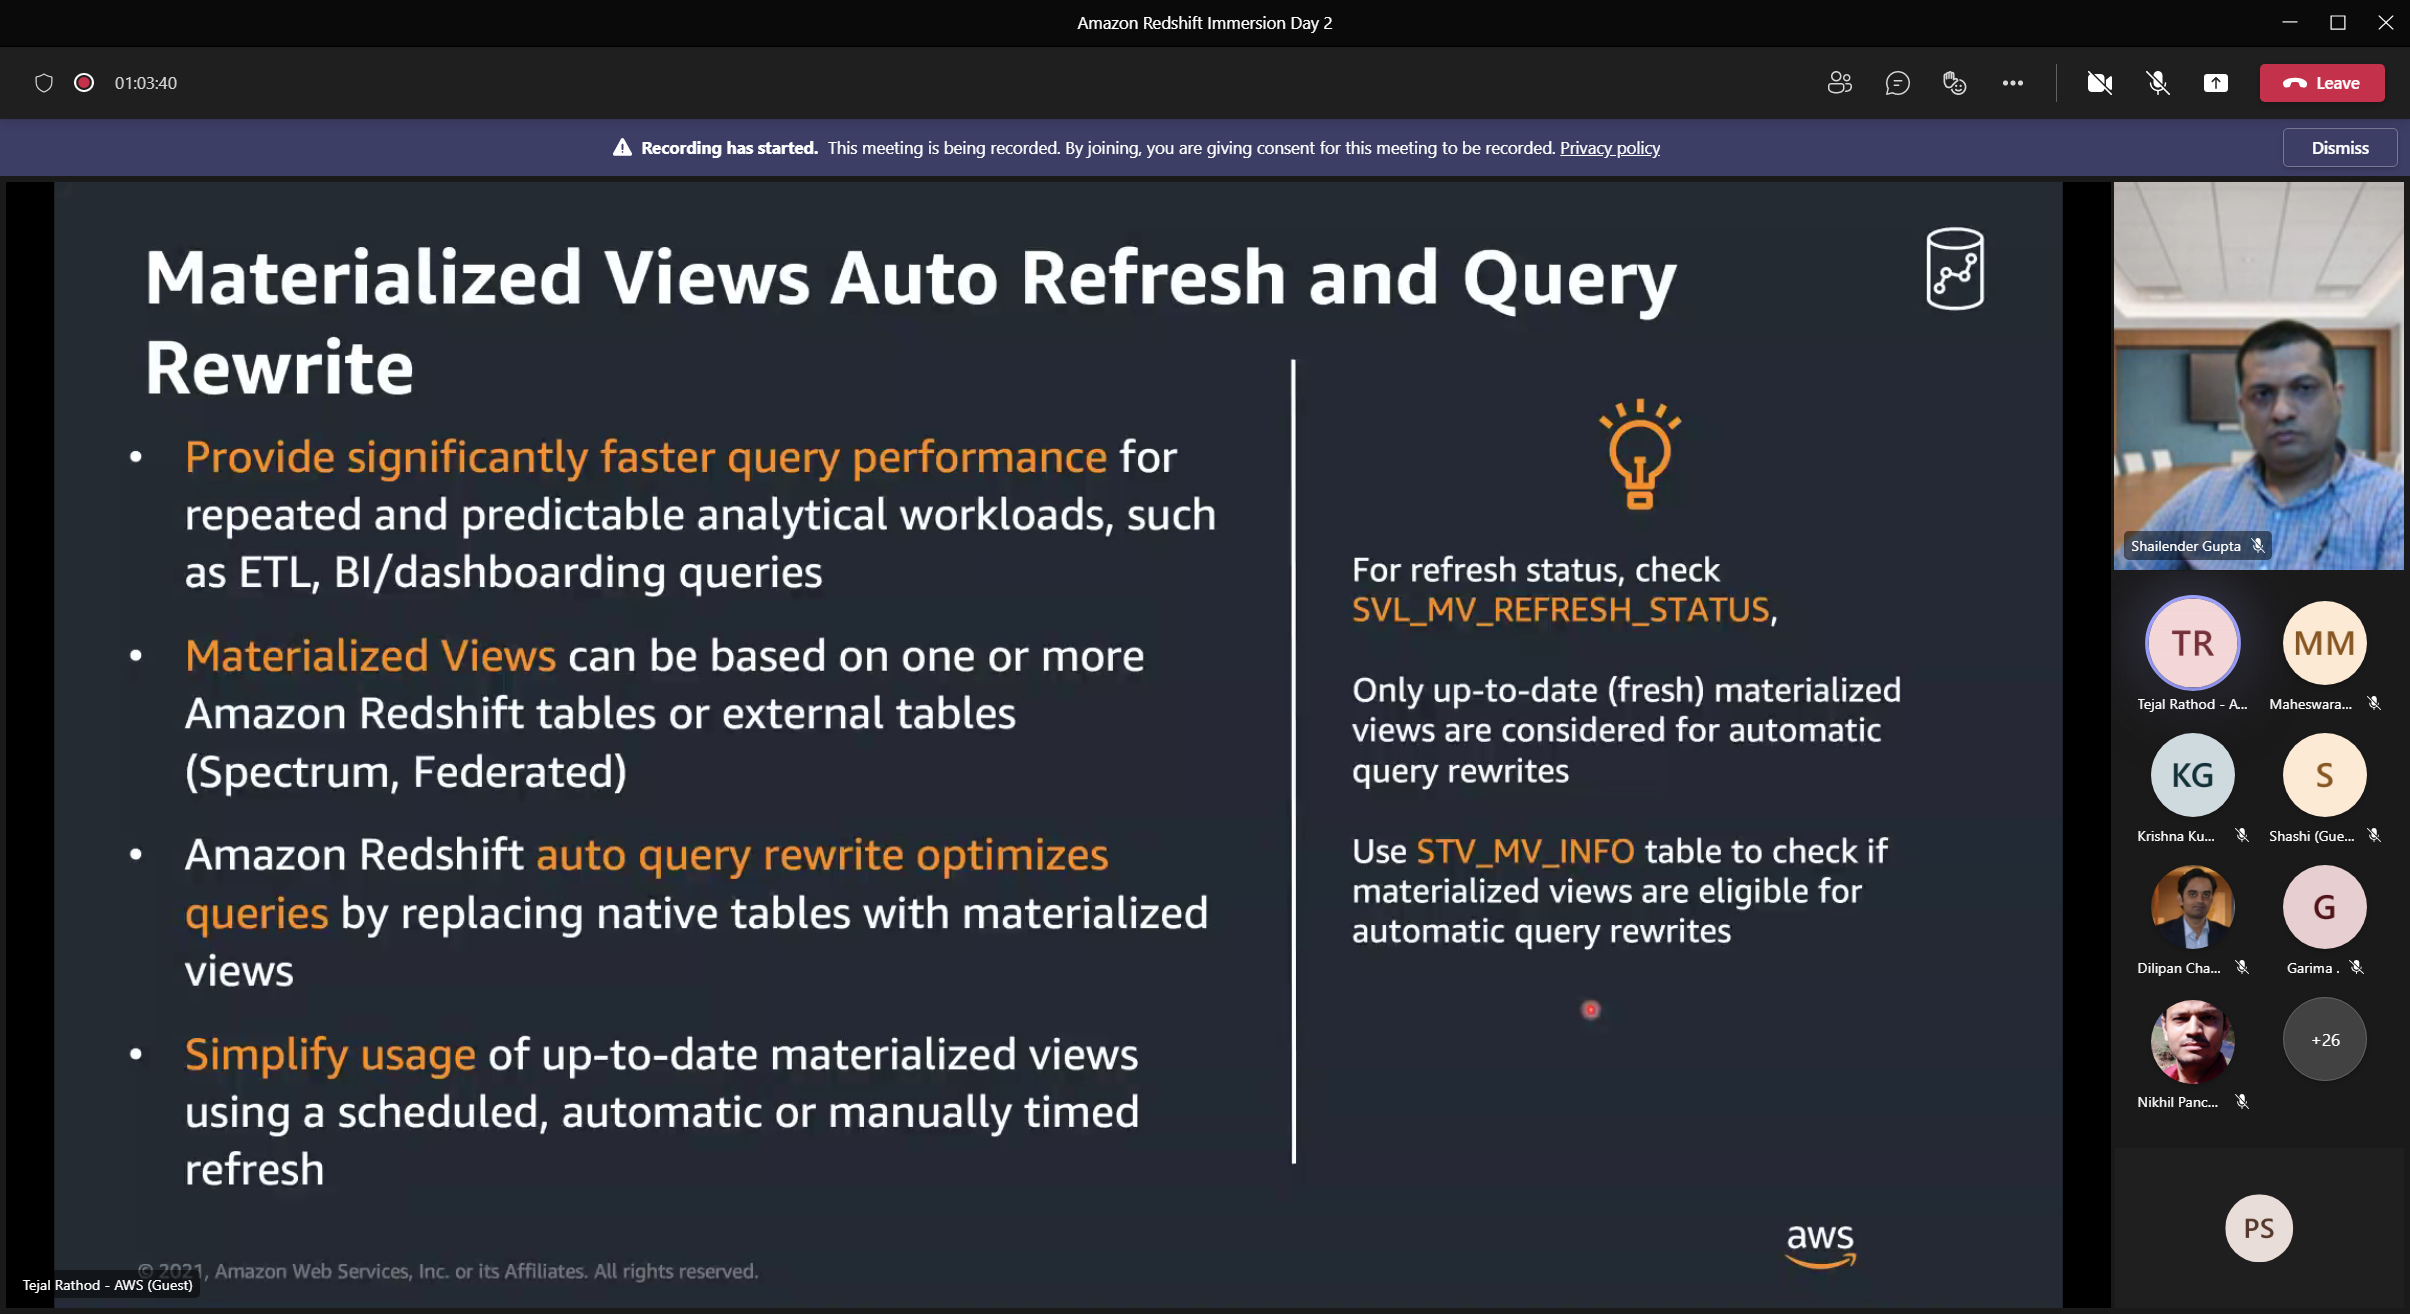 Amazon Redshift Immersion Day 2
01:03:40
Leave
Recording has started. This meeting is being recorded. By joining, you are giving consent for this meeting to be recorded. Privacy policy
Dismiss
Materialized Views Auto Refresh and Query
Rewrite
• Provide significantly faster query performance for
repeated and predictable analytical workloads, such
as ETL, BI/dashboarding queries
• Materialized Views can be based on one or more
Amazon Redshift tables or external tables
(Spectrum, Federated)
• Amazon Redshift auto query rewrite optimizes
queries by replacing native tables with materialized
views
• Simplify usage of up-to-date materialized views
using a scheduled, automatic or manually timed
refresh
For refresh status, check
SVL_MV_REFRESH_STATUS,
Only up-to-date (fresh) materialized
views are considered for automatic
query rewrites
Use STV_MV_INFO table to check if
materialized views are eligible for
automatic query rewrites
© 2021, Amazon Web Services, Inc. or its Affiliates. All rights reserved.
aws
Tejal Rathod - AWS (Guest)
Shailender Gupta
TR
MM
Tejal Rathod - A...
Maheswara...
KG
S
Krishna Ku...
Shashi (Gue...
G
Dilipan Cha...
Garima .
+26
Nikhil Panc...
PS